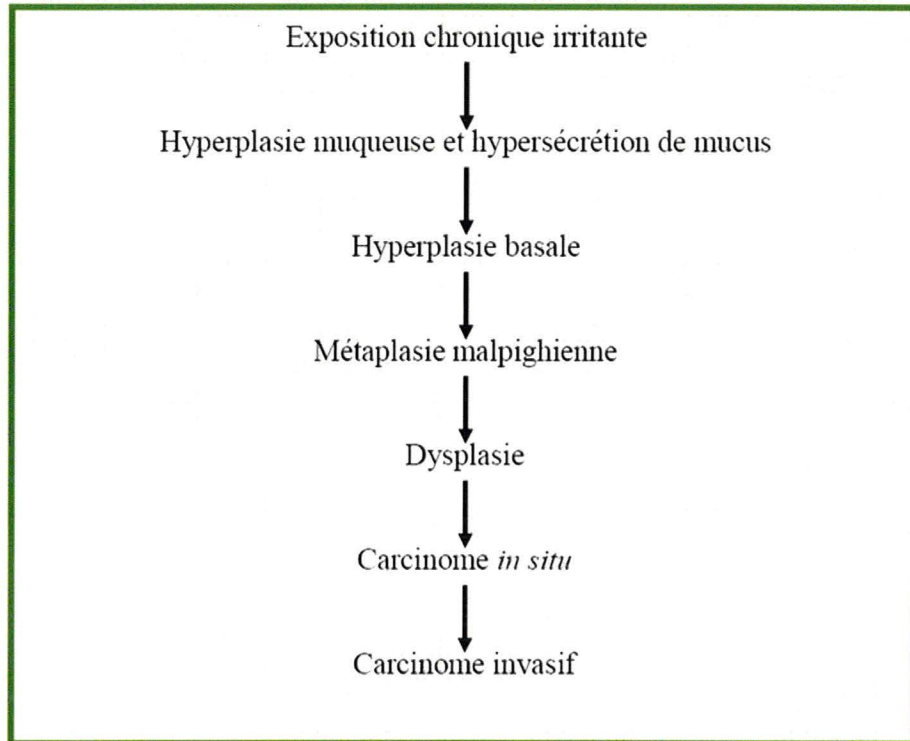 Exposition chronique irritante
Hyperplasie muqueuse et hypersécrétion de mucus
Hyperplasie basale
Métaplasie malpighienne
Dysplasie
Carcinome in situ
Carcinome invasif